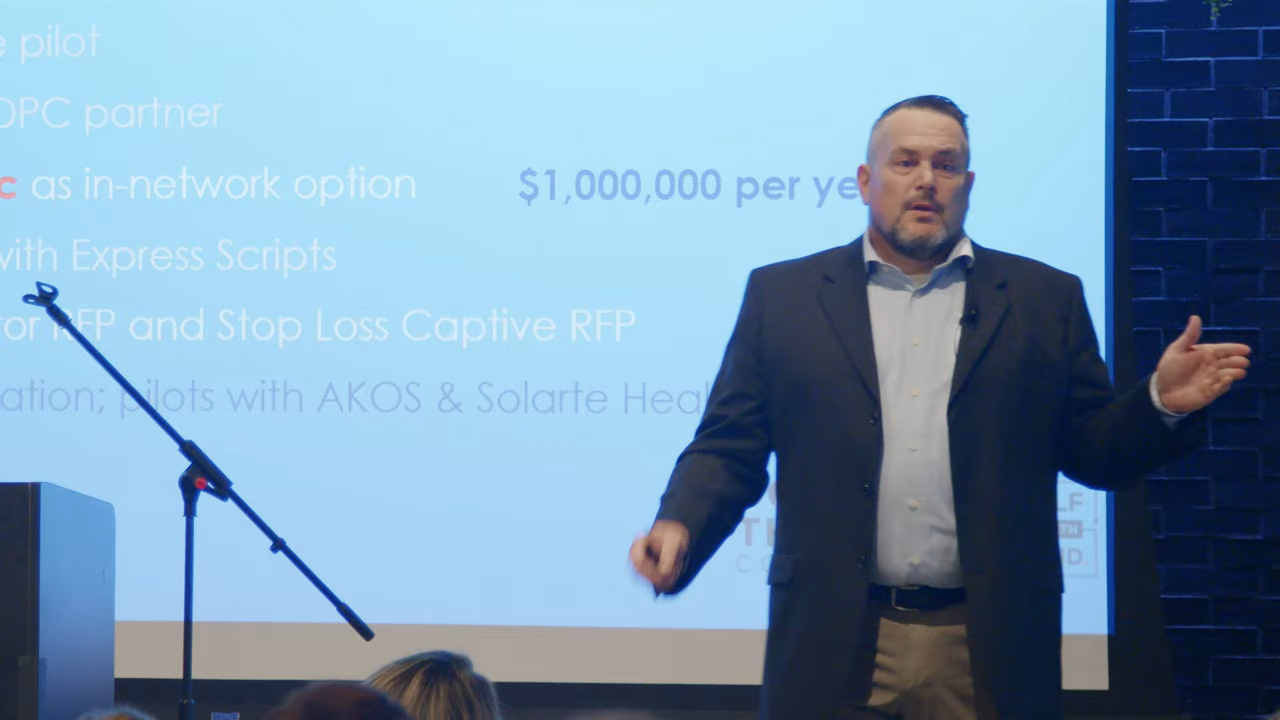 pilot
DPC partner
c as in-network option $1,000,000 per ye
with Express Scripts
or RFP and Stop Loss Captive RFP
ation; pilots with AKOS & Solarte Heal